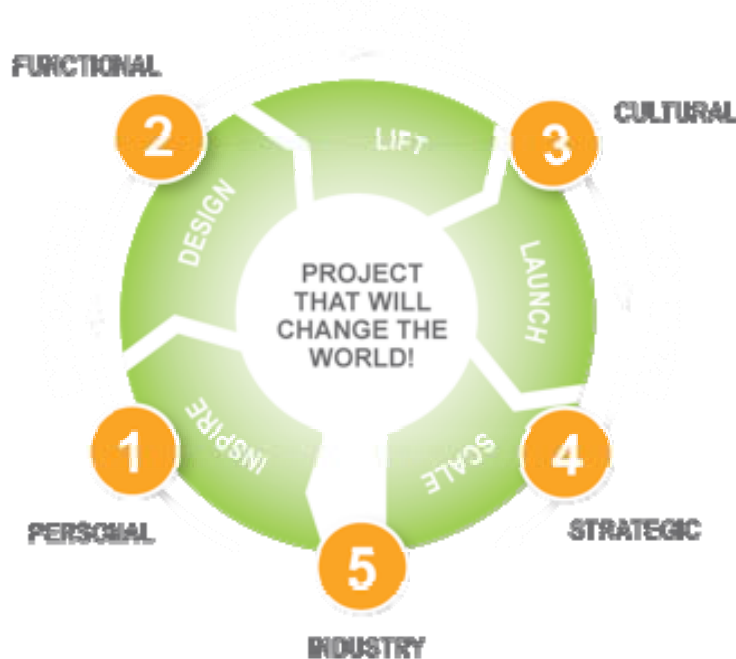 FUNCTIONAL
2
3
CULTURAL
LIFT
DESIGN
LAUNCH
PROJECT
THAT WILL
CHANGE THE
WORLD!
INSPIRE
SCALE
1
4
PERSONAL
STRATEGIC
5
INDUSTRY